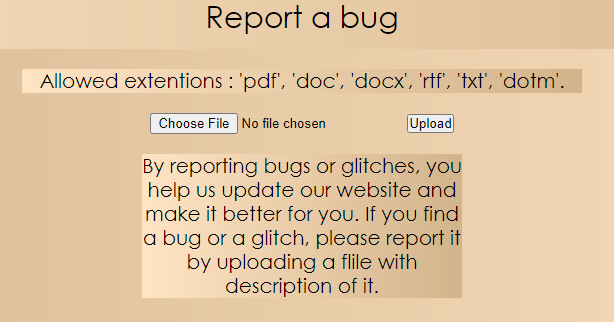 Report a bug
Allowed extentions : 'pdf', 'doc', 'docx', 'rtf', 'txt', 'dotm'.
Choose File No file chosen Upload
By reporting bugs or glitches, you
help us update our website and
make it better for you. If you find
a bug or a glitch, please report it
by uploading a flile with
description of it.